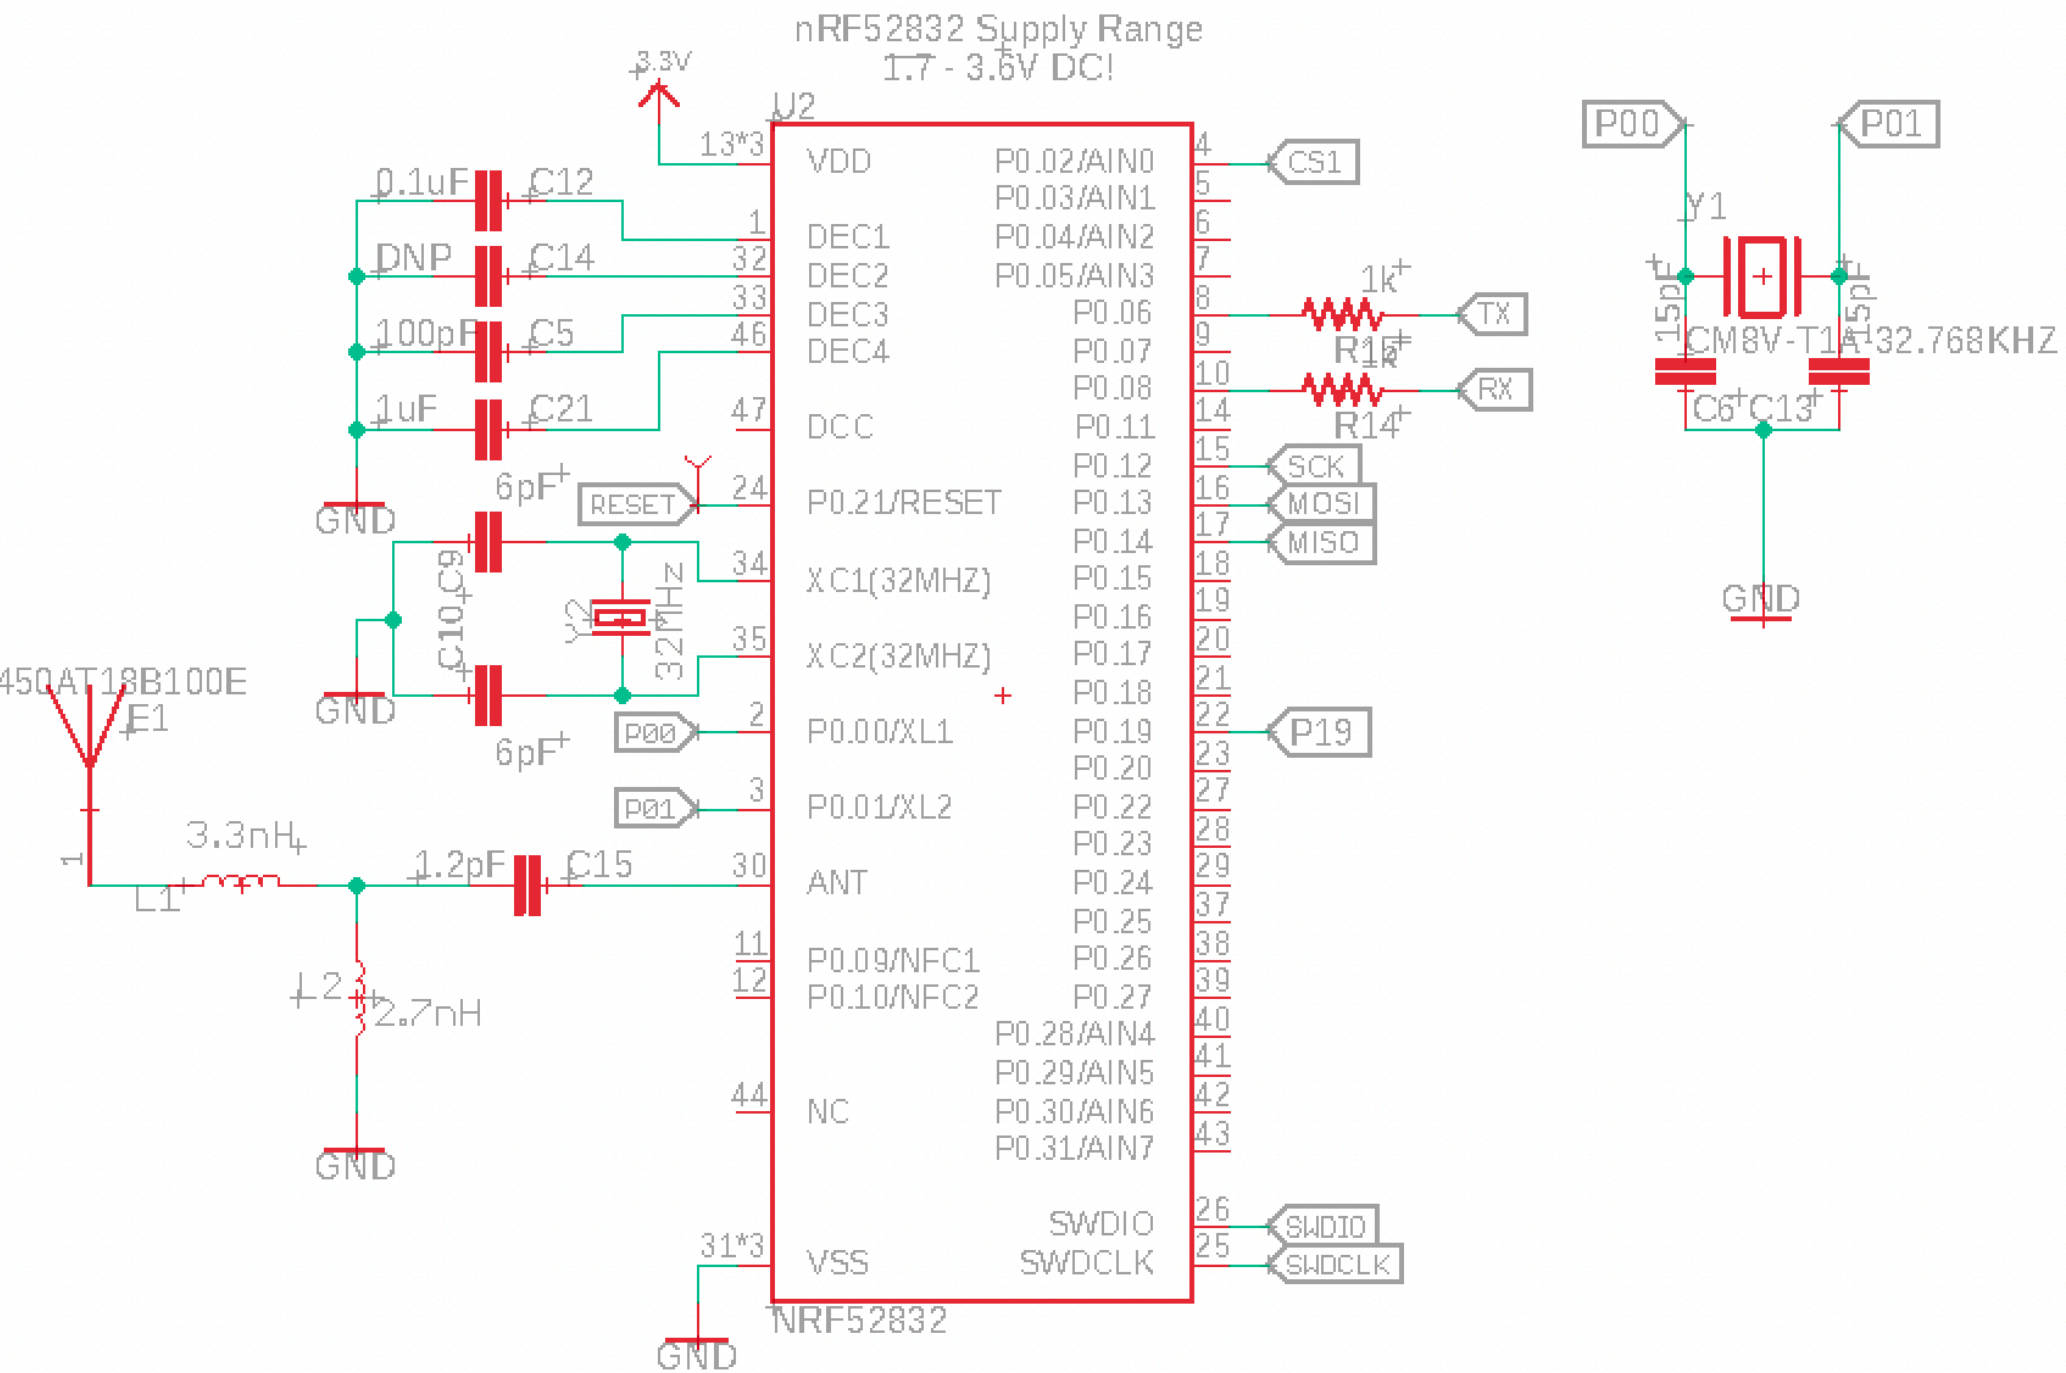 nRF52832 Supply Range
1.7 - 3.6V DC!
3.3V
U2
13*3
VDD
0.1uF
C12
1
DEC1
DNP
C14
32
DEC2
33
DEC3
100pF
C5
46
DEC4
1uF
C21
47
DCC
GND
RESET
24
P0.21/RESET
6pF
C9
34
XC1(32MHZ)
Y2
32MHz
C10
35
XC2(32MHZ)
GND
6pF
P00
2
P0.00/XL1
P01
3
P0.01/XL2
450AT18B100E
E1
1
3.3nH
L1
1.2pF
C15
30
ANT
L2
2.7nH
GND
11
P0.09/NFC1
12
P0.10/NFC2
44
NC
31*3
VSS
GND
NRF52832
P0.02/AIN0
4
CS1
P0.03/AIN1
5
P0.04/AIN2
6
P0.05/AIN3
7
P0.06
8
1k
TX
P0.07
9
R15
1k
P0.08
10
RX
R14
P0.11
14
P0.12
15
SCK
P0.13
16
MOSI
P0.14
17
MISO
P0.15
18
P0.16
19
P0.17
20
P0.18
21
P0.19
22
P19
P0.20
23
P0.22
27
P0.23
28
P0.24
29
P0.25
37
P0.26
38
P0.27
39
P0.28/AIN4
40
P0.29/AIN5
41
P0.30/AIN6
42
P0.31/AIN7
43
SWDIO
26
SWDIO
SWDCLK
25
SWDCLK
P00
P01
Y1
15pF
15pF
CM8V-T1A-32.768KHZ
C6
C13
GND